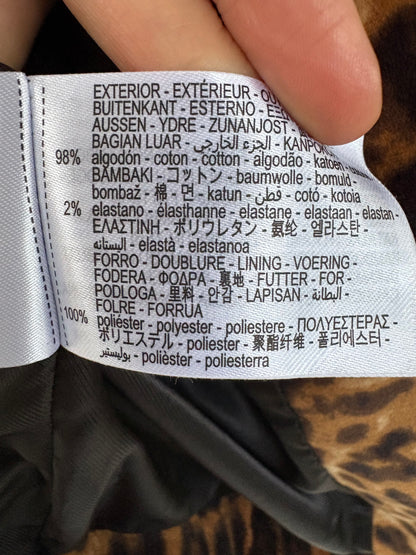 EXTERIOR - EXTÉRIEUR -
BUITENKANT - ESTERNO -
AUSSEN - YDRE - ZUNANJOST -
BAGIAN LUAR - الجزء الخارجي -
98% algodón - coton - cotton - algodão - katoen -
BAMBAKI - コットン - baumwolle - bomuld -
bombaž - 棉 - 면 - katun - قطن - cotó - kotoia
2% elastano - élasthanne - elastane - elastaan - elastan -
ΕΛΑΣΤΙΝΗ - ポリウレタン - 氨纶 - 엘라스탄 -
البستانه - elastà - elastanoa
FORRO - DOUBLURE - LINING - VOERING -
FODERA - ΦΟΔΡΑ - 裏地 - FUTTER - FOR -
PODLOGA - 里料 - 안감 - LAPISAN - البطانة -
FOLRE - FORRUA
100% poliéster - polyester - poliestere - ΠΟΛΥΕΣΤΕΡΑΣ -
ポリエステル - poliester - 聚酯纤维 - 폴리에스터 -
بوليستير - polièster - poliesterra